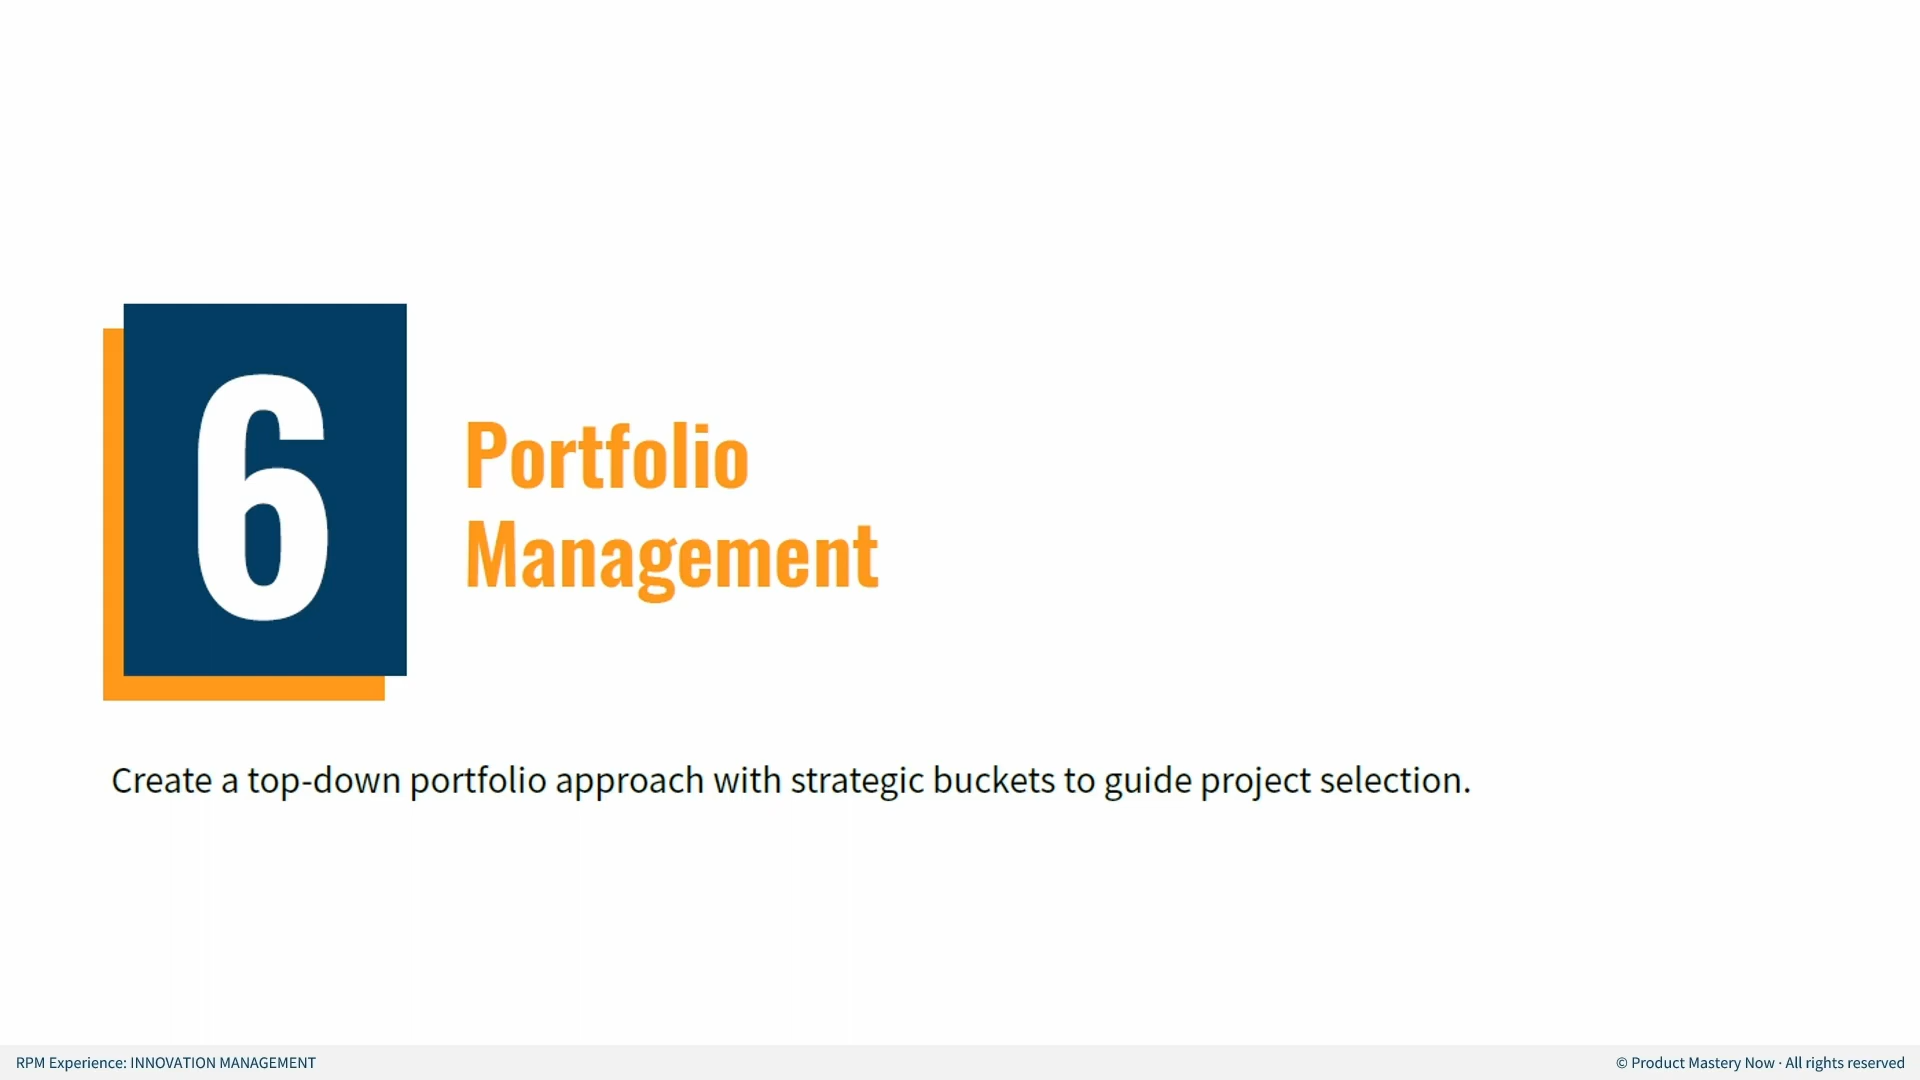 6
Portfolio
Management
Create a top-down portfolio approach with strategic buckets to guide project selection.
RPM Experience: INNOVATION MANAGEMENT
© Product Mastery Now · All rights reserved